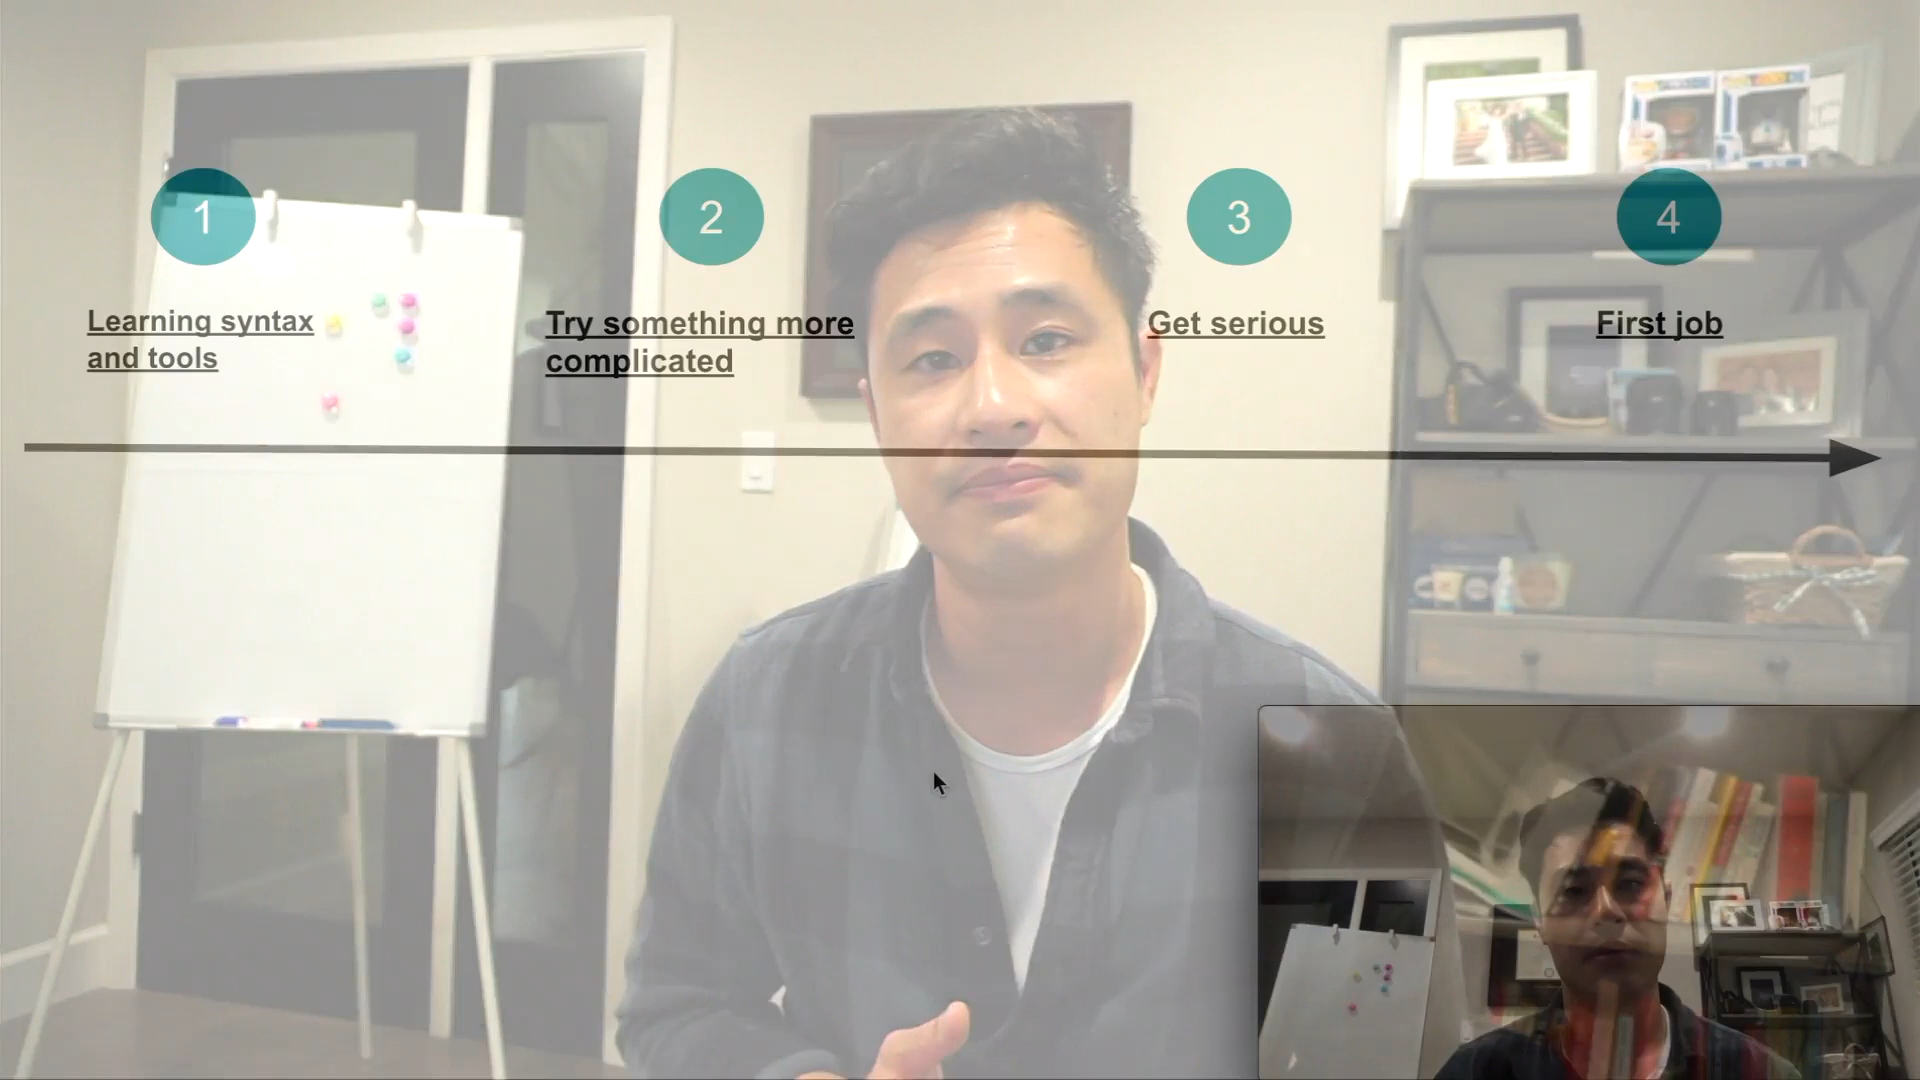 1
2
3
4
Learning syntax
and tools
Try something more
complicated
Get serious
First job